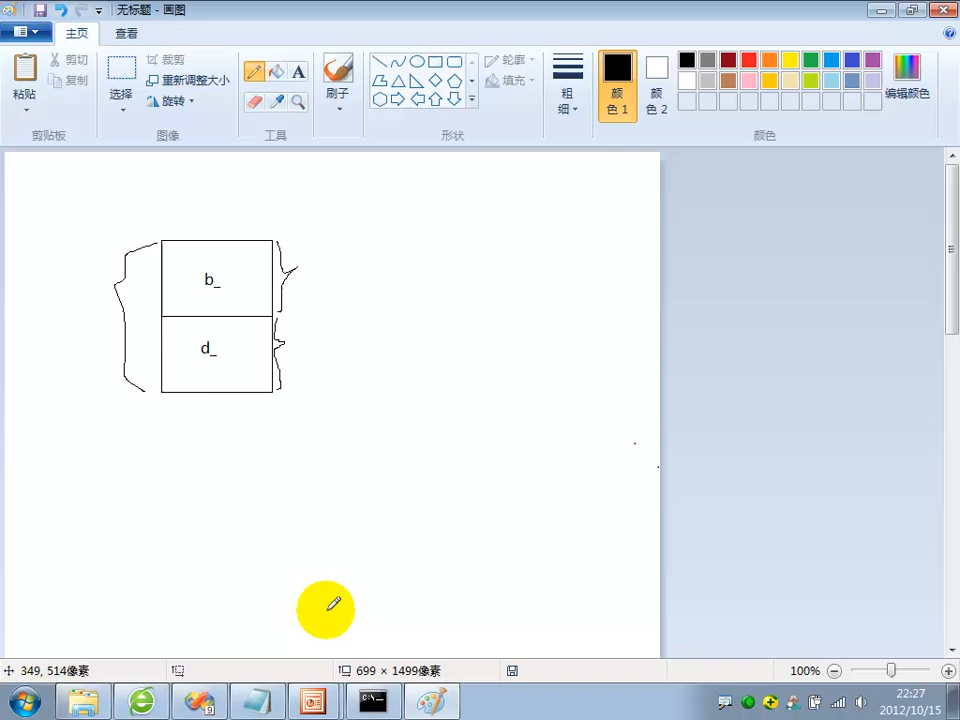 无标题 - 画图
主页
查看
粘贴
剪切
复制
剪贴板
选择
裁剪
重新调整大小
旋转
图像
A
工具
刷子
轮廓
填充
形状
粗
细
颜
色 1
颜
色 2
编辑颜色
颜色
b_
d_
349, 514像素
699 × 1499像素
100%
C:\_
9
22:27
2012/10/15